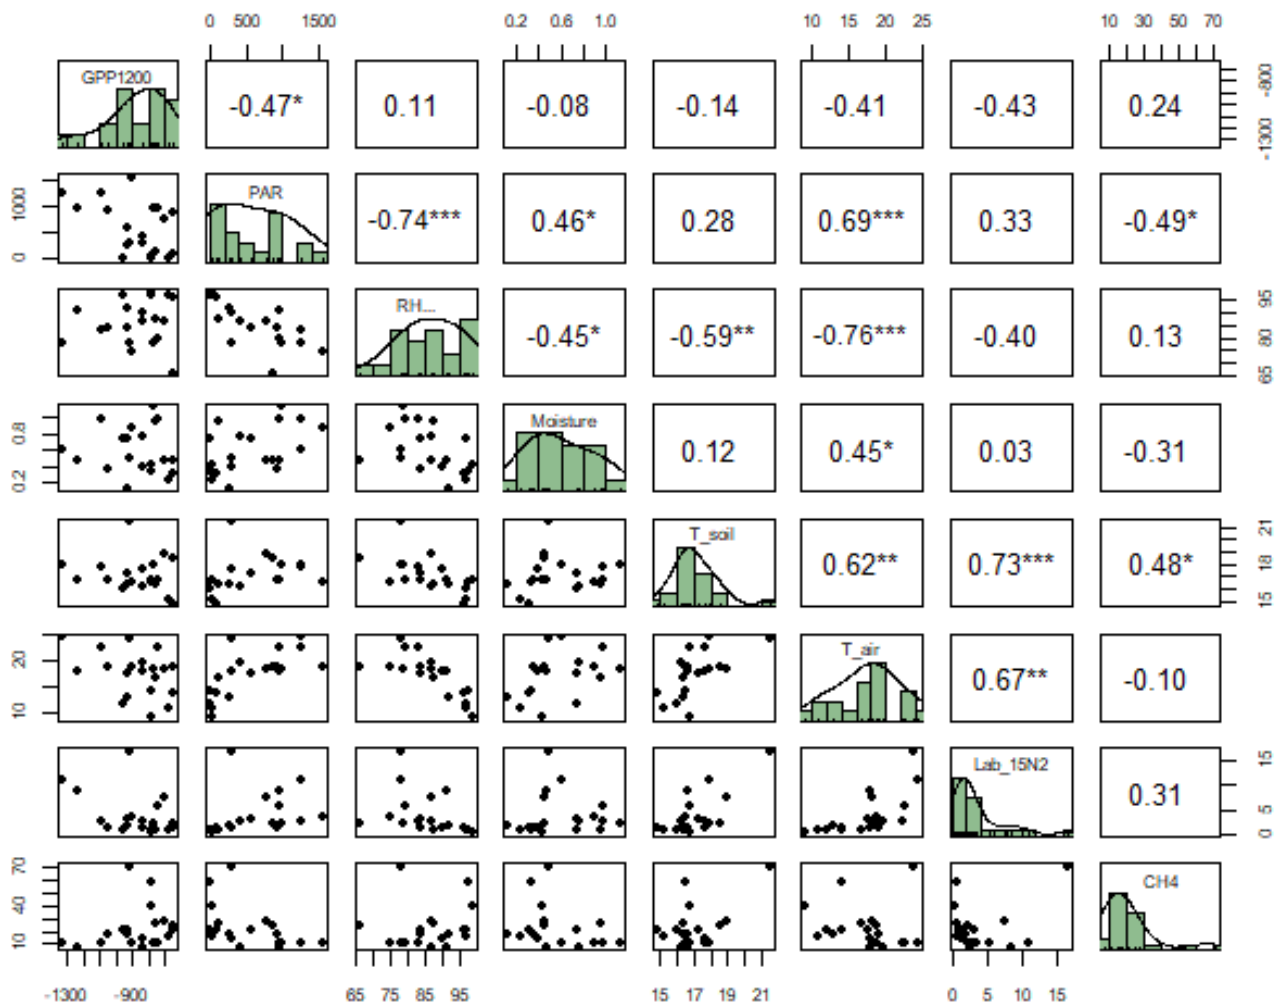 0 500 1500 0.2 0.6 1.0 10 15 20 25 10 30 50 70
GPP1200 -0.47* 0.11 -0.08 -0.14 -0.41 -0.43 0.24 -1300 -800
0 1000 PAR -0.74*** 0.46* 0.28 0.69*** 0.33 -0.49*
RH... -0.45* -0.59** -0.76*** -0.40 0.13 65 80 95
0.2 0.8 Moisture 0.12 0.45* 0.03 -0.31
T_soil 0.62** 0.73*** 0.48* 15 18 21
10 20 T_air 0.67** -0.10
Lab_15N2 0.31 0 5 15
10 40 70 CH4
-1300 -900 65 75 85 95 15 17 19 21 0 5 10 15